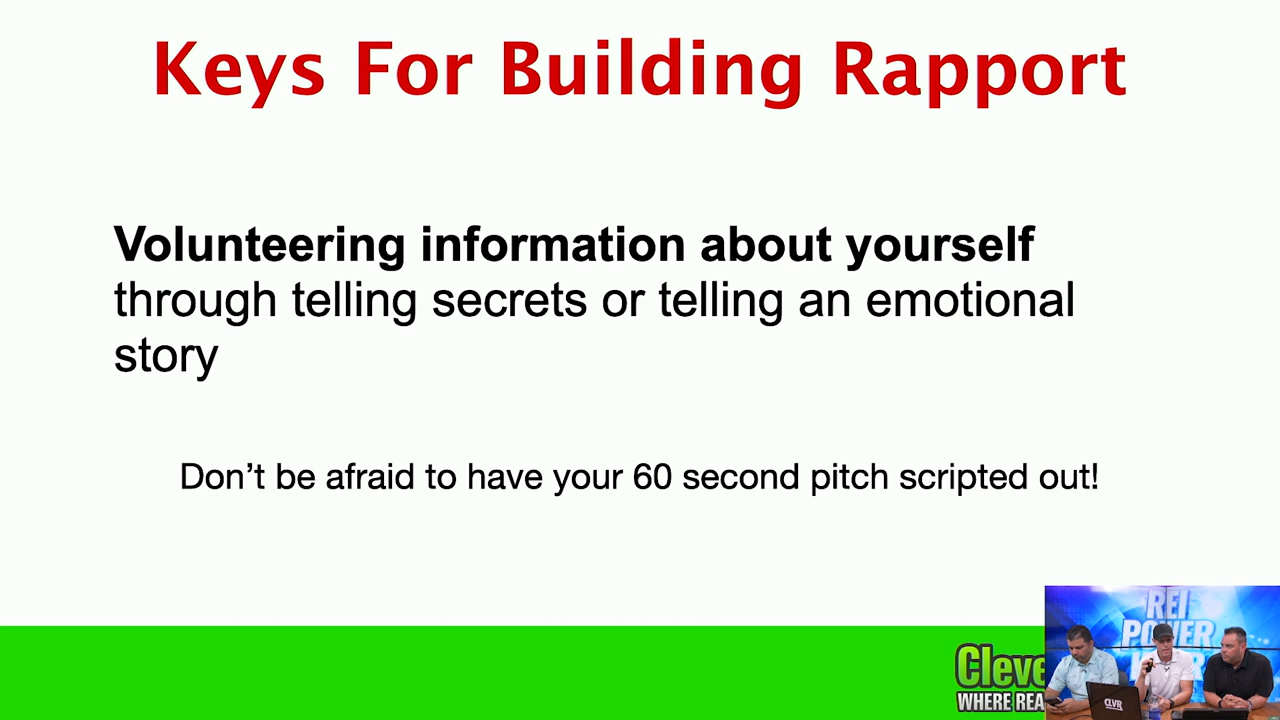 Keys For Building Rapport
Volunteering information about yourself
through telling secrets or telling an emotional
story
Don’t be afraid to have your 60 second pitch scripted out!
REI
POWER
CLVR
WHERE